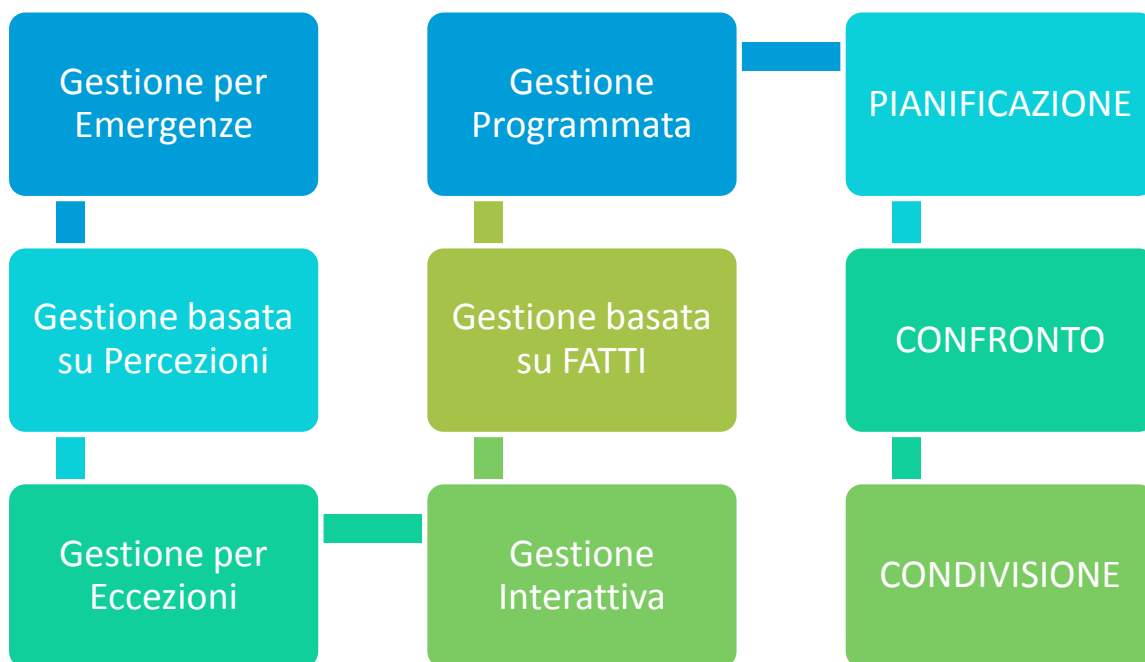 Gestione per
Emergenze
Gestione basata
su Percezioni
Gestione per
Eccezioni
Gestione
Interattiva
Gestione basata
su FATTI
Gestione
Programmata
PIANIFICAZIONE
CONFRONTO
CONDIVISIONE